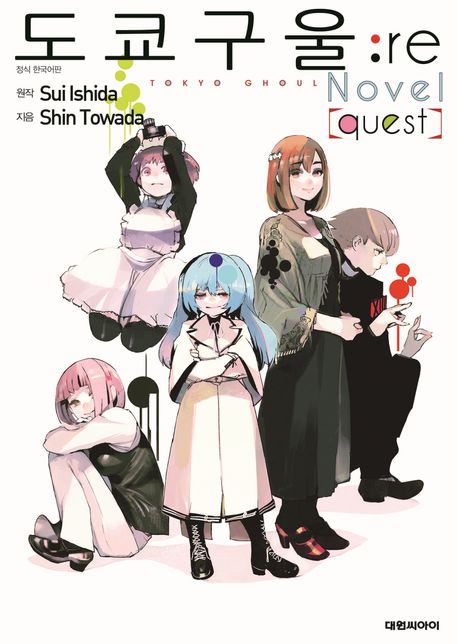 도쿄구울:re
정식 한국어판
TOKYO GHOUL
Novel
원작 Sui Ishida
[quest]
지음 Shin Towada
대원씨아이